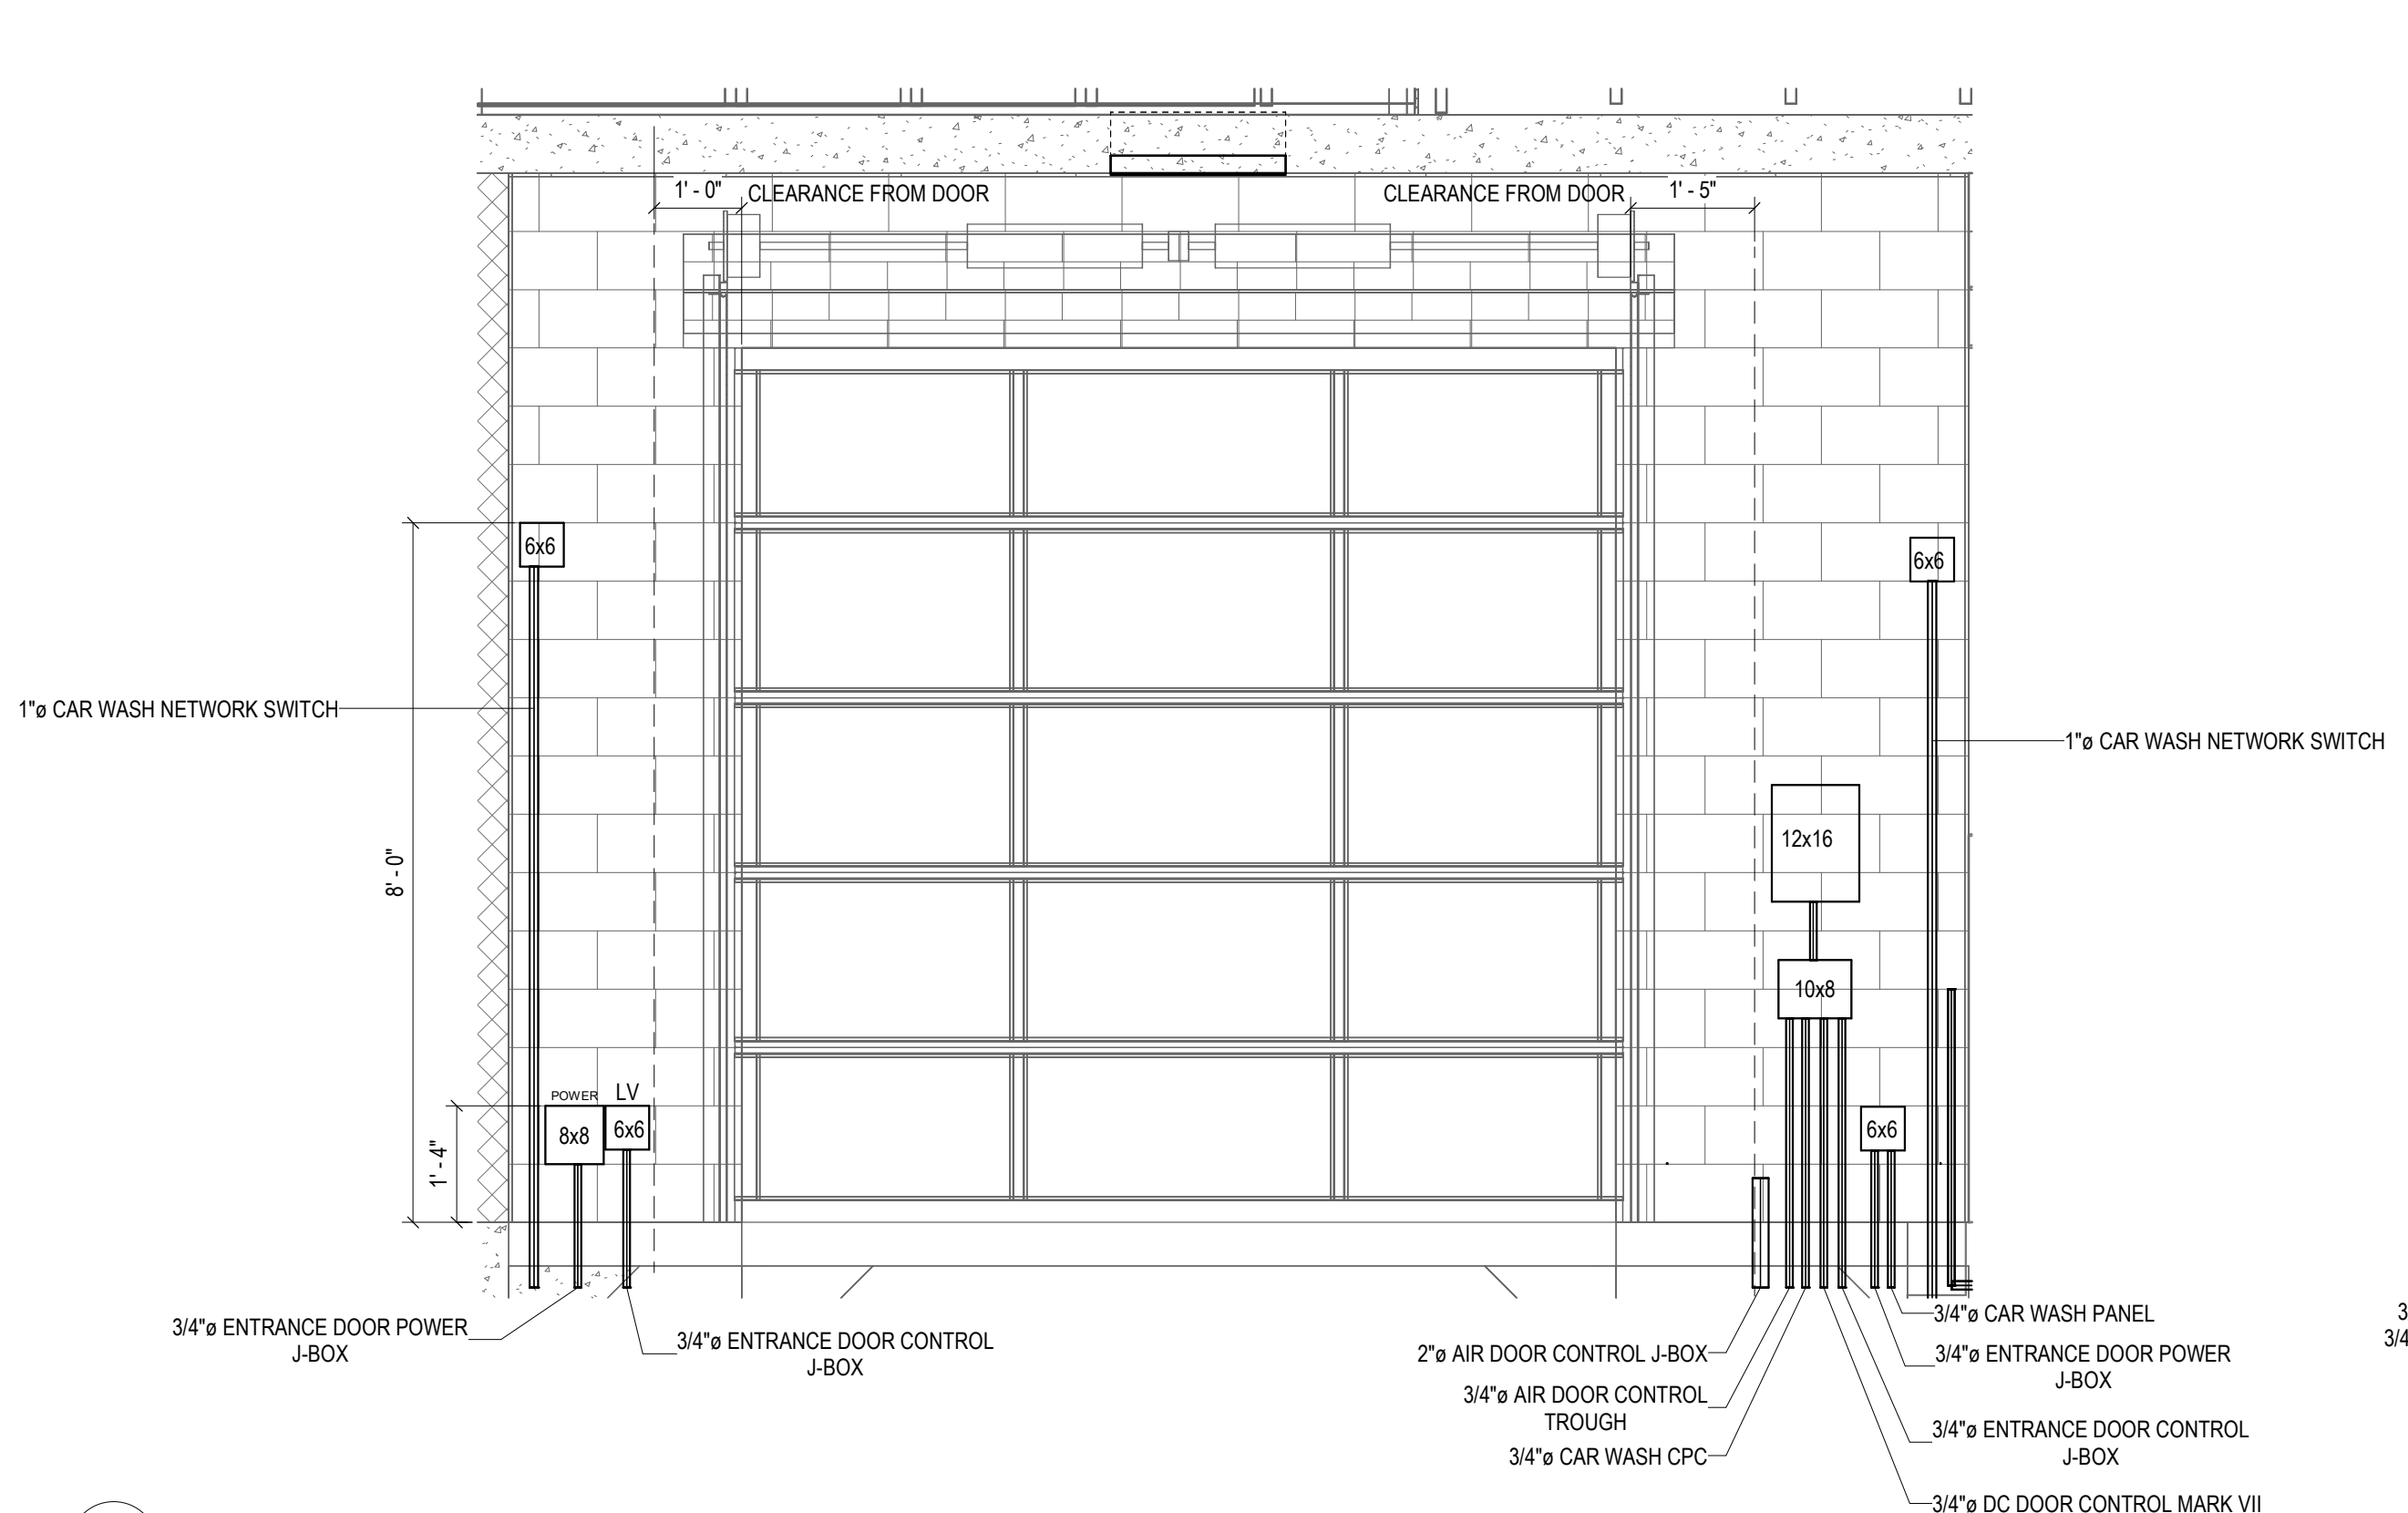 1' - 0"
CLEARANCE FROM DOOR
CLEARANCE FROM DOOR
1' - 5"
6x6
6x6
1"ø CAR WASH NETWORK SWITCH
1"ø CAR WASH NETWORK SWITCH
12x16
8' - 0"
10x8
POWER
LV
8x8
6x6
6x6
1' - 4"
3/4"ø ENTRANCE DOOR POWER
J-BOX
3/4"ø ENTRANCE DOOR CONTROL
J-BOX
2"ø AIR DOOR CONTROL J-BOX
3/4"ø AIR DOOR CONTROL
TROUGH
3/4"ø CAR WASH CPC
3/4"ø CAR WASH PANEL
3/4"ø ENTRANCE DOOR POWER
J-BOX
3/4"ø ENTRANCE DOOR CONTROL
J-BOX
3/4"ø DC DOOR CONTROL MARK VII